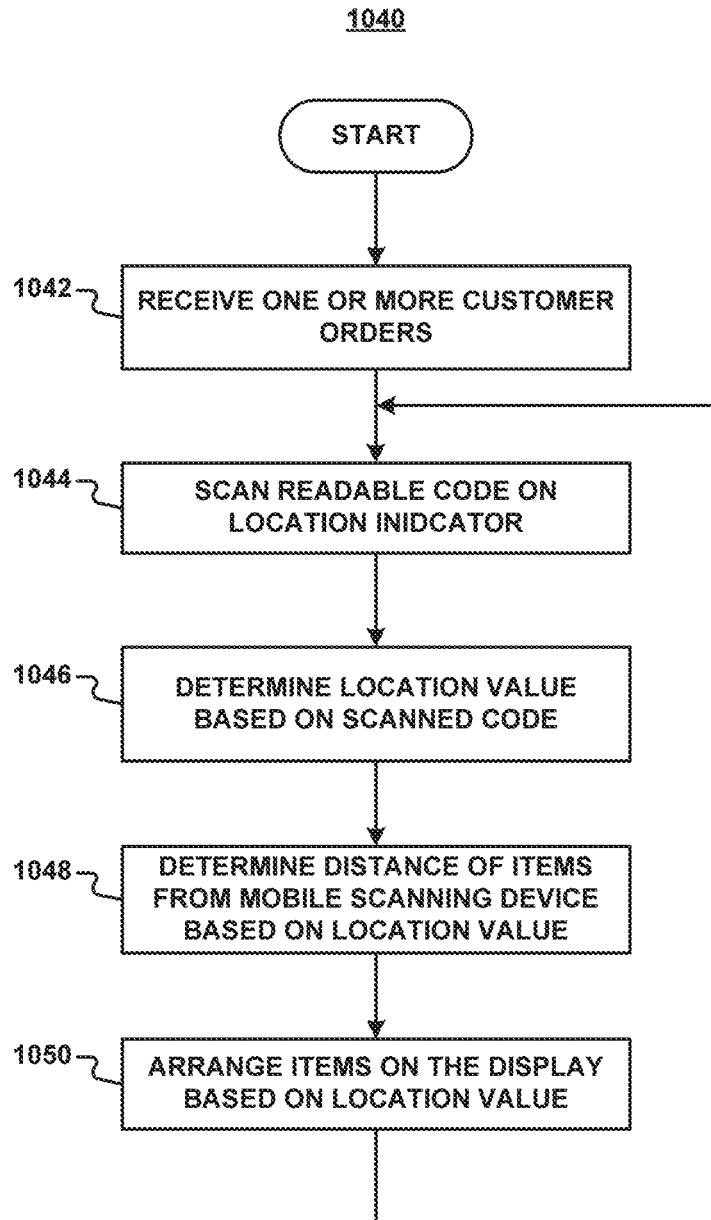 1040
START
1042
RECEIVE ONE OR MORE CUSTOMER
ORDERS
1044
SCAN READABLE CODE ON
LOCATION INIDCATOR
1046
DETERMINE LOCATION VALUE
BASED ON SCANNED CODE
1048
DETERMINE DISTANCE OF ITEMS
FROM MOBILE SCANNING DEVICE
BASED ON LOCATION VALUE
1050
ARRANGE ITEMS ON THE DISPLAY
BASED ON LOCATION VALUE